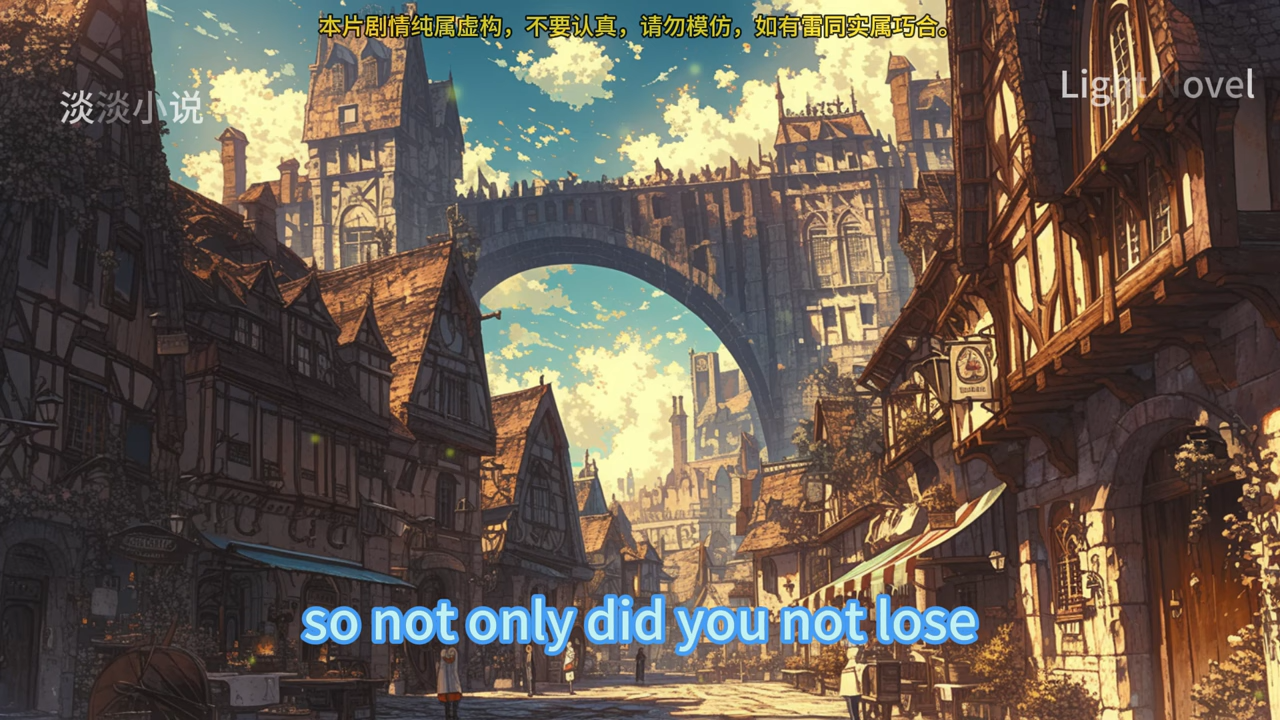 本片剧情纯属虚构，不要认真，请勿模仿，如有雷同实属巧合。
淡淡小说
Light Novel
so not only did you not lose